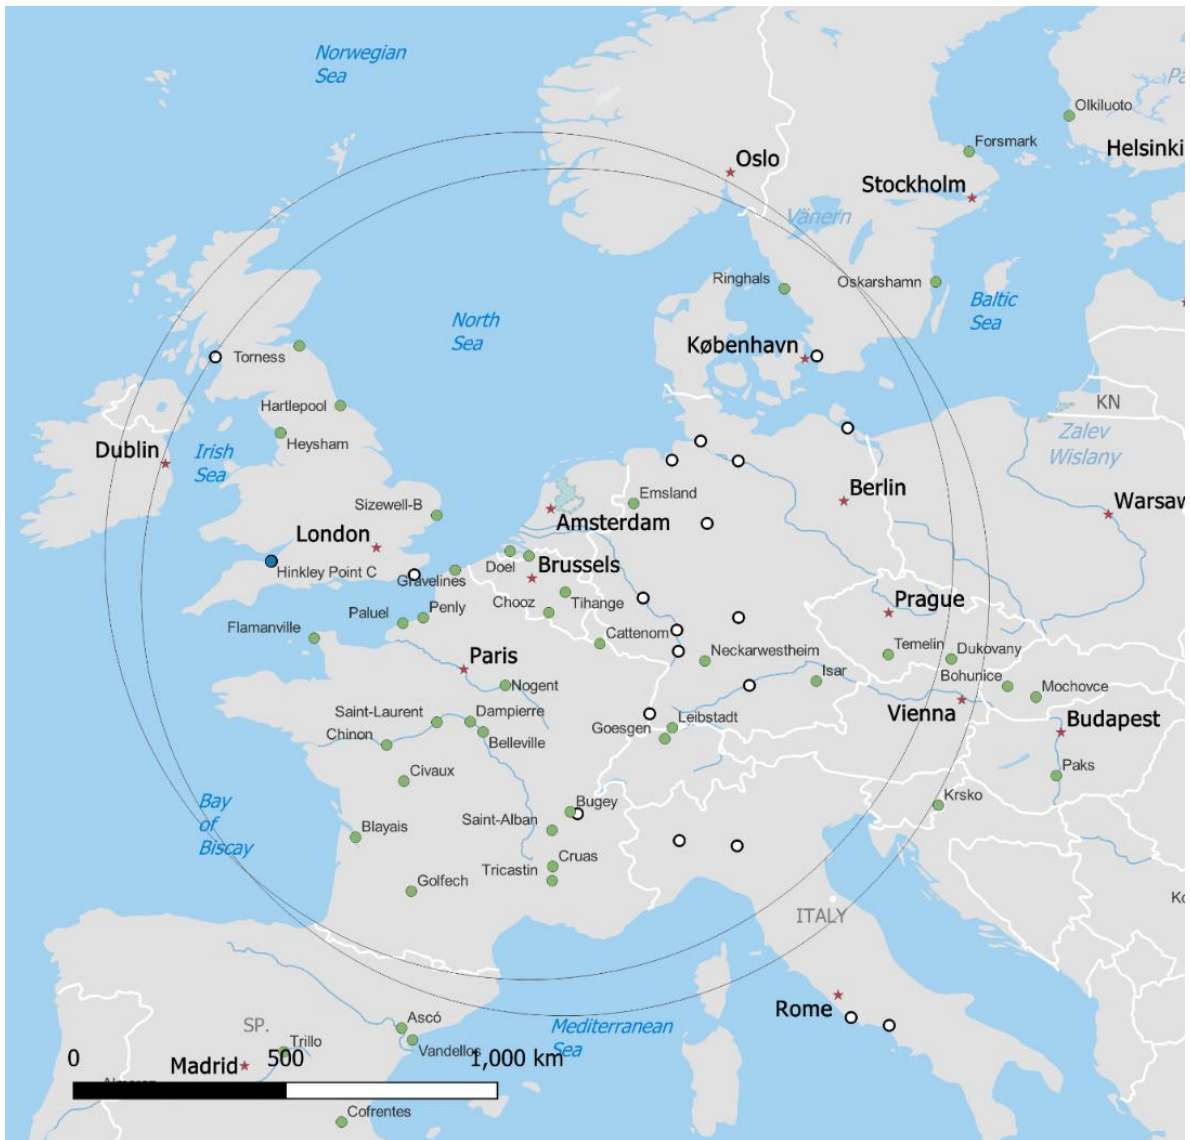 Norwegian
Sea
Olkiluoto
Pä
Forsmark
Helsinki
Oslo
Stockholm
Vänern
Ringhals
Oskarshamn
Baltic
Sea
North
Sea
København
Torness
KN
Hartlepool
Heysham
Irish
Sea
Dublin
Zalew
Wislany
Sizewell-B
Emsland
Berlin
Warsaw
London
Amsterdam
Hinkley Point C
Gravelines
Doel
Brussels
Chooz
Tihange
Prague
Paluel
Penly
Flamanville
Cattenom
Neckarwestheim
Temelin
Dukovany
Paris
Nogent
Isar
Bohunice
Mochovce
Vienna
Saint-Laurent
Dampierre
Leibstadt
Goesgen
Budapest
Chinon
Belleville
Civaux
Paks
Bay
of
Biscay
Bugey
Krsko
Blayais
Saint-Alban
Tricastin
Cruas
Golfech
ITALY
Ko
Rome
Ascó
SP.
Mediterranean
Sea
Trillo
Vandellos
Madrid
0 500 1,000 km
Almaraz
Cofrentes